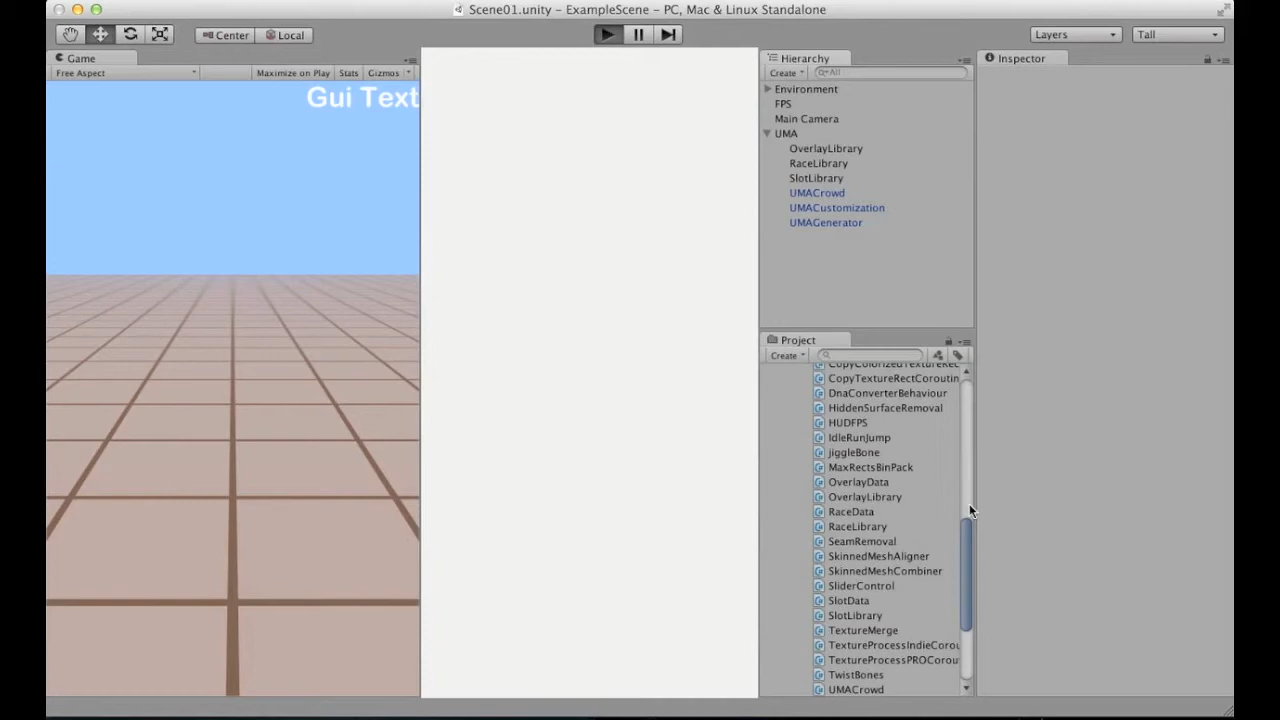 Scene01.unity - ExampleScene - PC, Mac & Linux Standalone
Center
Local
Layers
Tall
Game
Free Aspect
Maximize on Play
Stats
Gizmos
Gui Text
Hierarchy
Create
All
Environment
FPS
Main Camera
UMA
OverlayLibrary
RaceLibrary
SlotLibrary
UMACrowd
UMACustomization
UMAGenerator
Project
Create
CopyColorizedTextureRec
CopyTextureRectCoroutin
DnaConverterBehaviour
HiddenSurfaceRemoval
HUDFPS
IdleRunJump
jiggleBone
MaxRectsBinPack
OverlayData
OverlayLibrary
RaceData
RaceLibrary
SeamRemoval
SkinnedMeshAligner
SkinnedMeshCombiner
SliderControl
SlotData
SlotLibrary
TextureMerge
TextureProcessIndieCorou
TextureProcessPROCorou
TwistBones
UMACrowd
Inspector